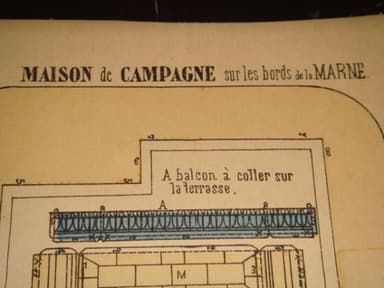 MAISON de CAMPAGNE sur les bords de la MARNE.
A balcon à coller sur
la terrasse.
A
M